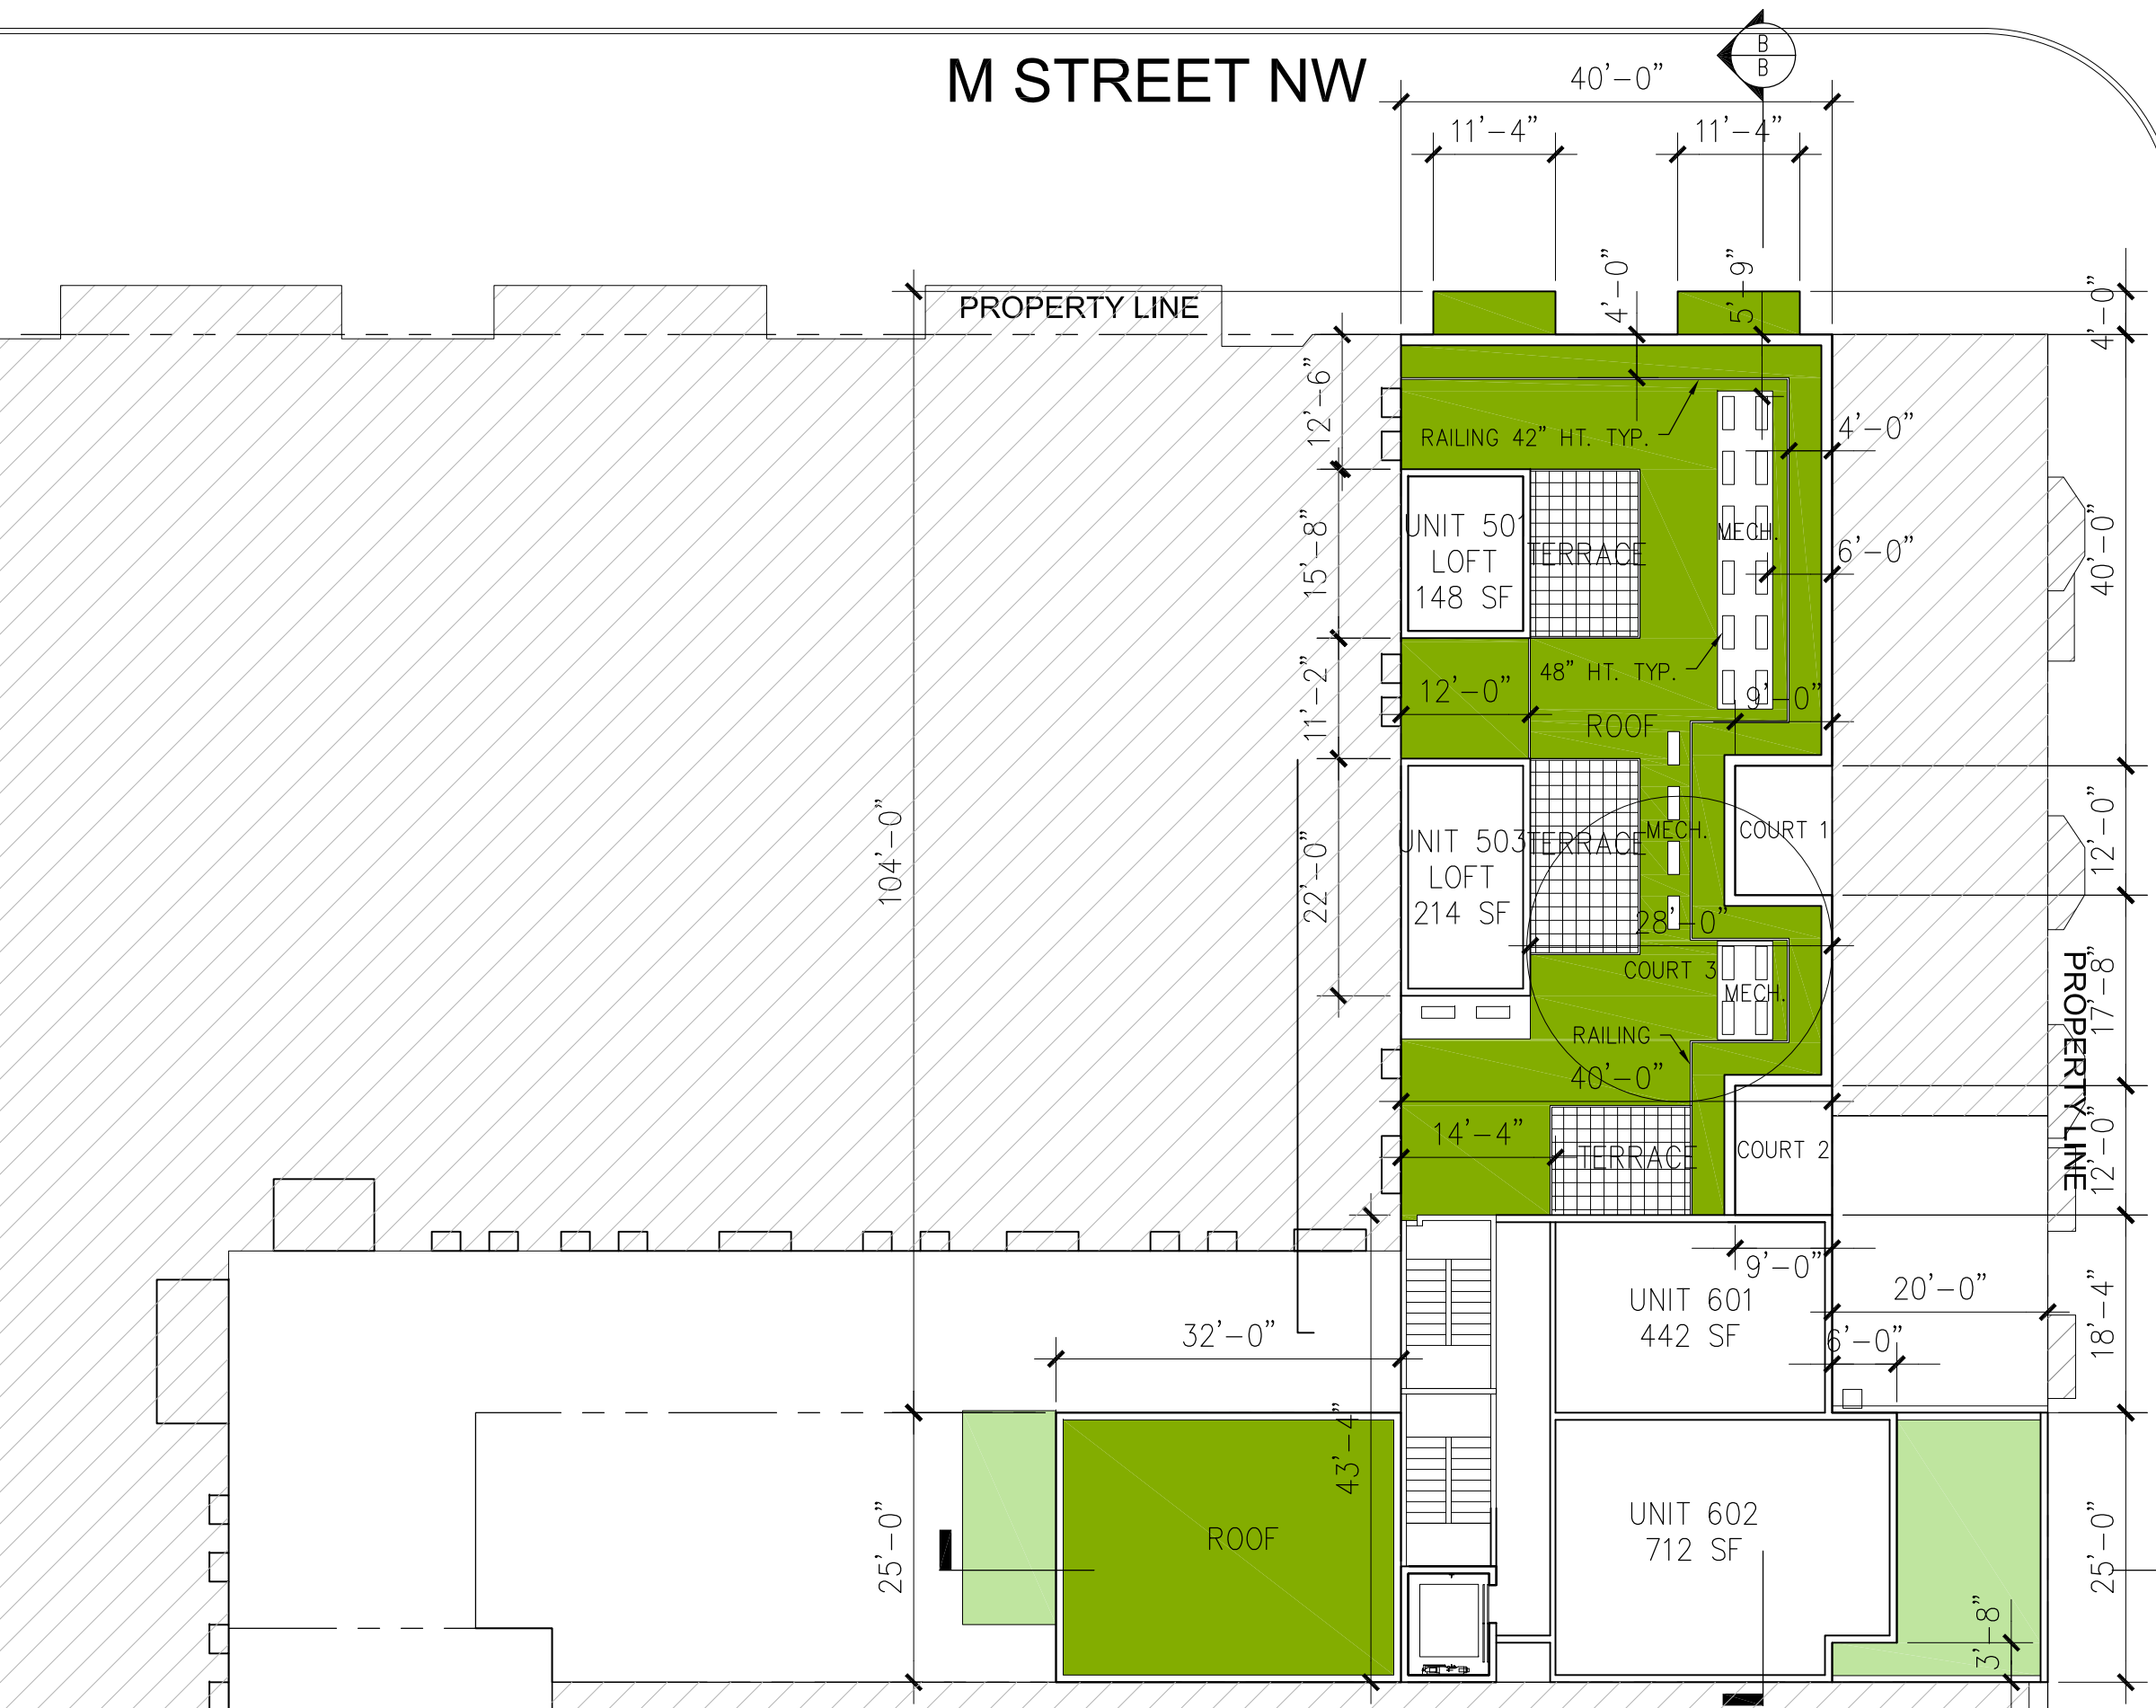 M STREET NW
B
B
40'-0"
11'-4"
11'-4"
4'-0"
5'-9"
4'-0"
PROPERTY LINE
12'-6"
RAILING 42" HT. TYP.
4'-0"
UNIT 501
LOFT
148 SF
TERRACE
MECH.
15'-8"
6'-0"
40'-0"
48" HT. TYP.
12'-0"
9'-0"
11'-2"
ROOF
UNIT 503
LOFT
214 SF
TERRACE
MECH.
COURT 1
12'-0"
104'-0"
22'-0"
28'-0"
COURT 3
MECH.
17'-8"
PROPERTY LINE
RAILING
40'-0"
14'-4"
TERRACE
COURT 2
12'-0"
9'-0"
UNIT 601
442 SF
20'-0"
6'-0"
18'-4"
32'-0"
43'-4"
25'-0"
ROOF
UNIT 602
712 SF
3'-8"
25'-0"